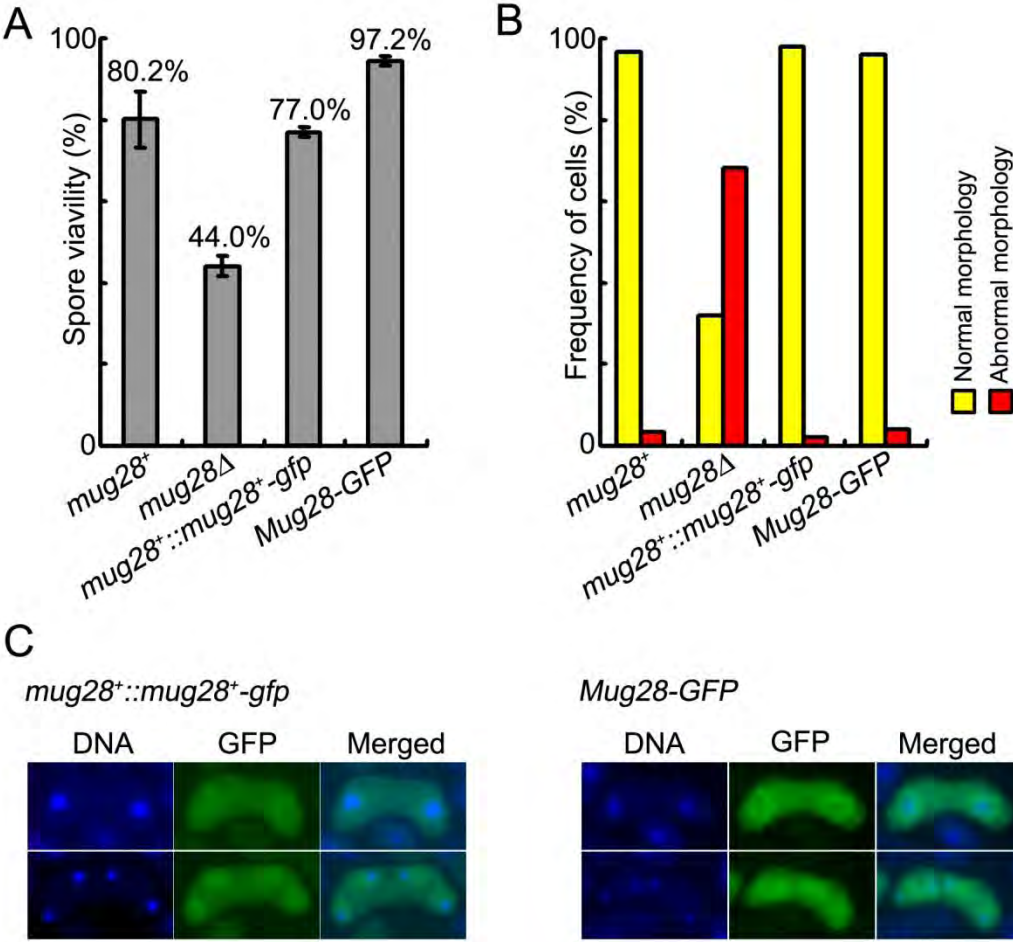 A
100
Spore viavility (%)
0
80.2%
44.0%
77.0%
97.2%
mug28⁺
mug28Δ
mug28⁺::mug28⁺-gfp
Mug28-GFP
B
100
Frequency of cells (%)
0
mug28⁺
mug28Δ
mug28⁺::mug28⁺-gfp
Mug28-GFP
Normal morphology
Abnormal morphology
C
mug28⁺::mug28⁺-gfp
DNA GFP Merged
Mug28-GFP
DNA GFP Merged